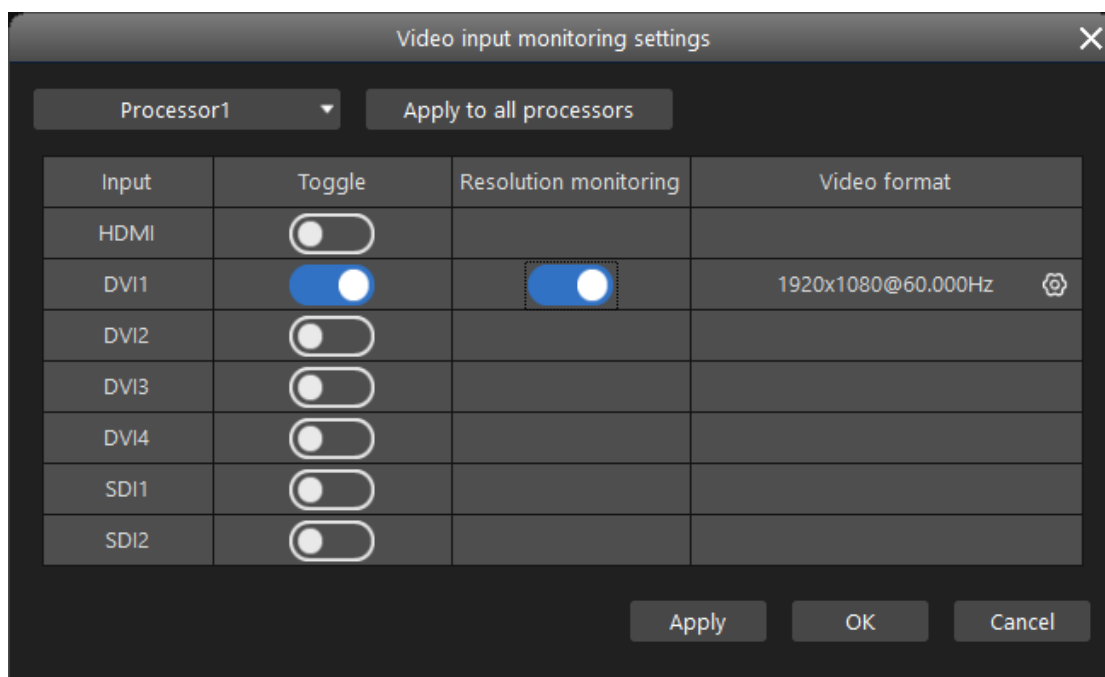 Video input monitoring settings
Processor1 Apply to all processors
Input Toggle Resolution monitoring Video format
HDMI
DVI1 1920x1080@60.000Hz
DVI2
DVI3
DVI4
SDI1
SDI2
Apply OK Cancel